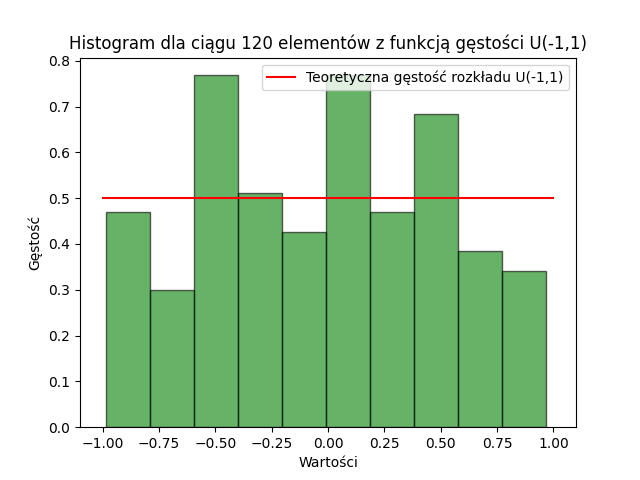 Histogram dla ciągu 120 elementów z funkcją gęstości U(-1,1)
Teoretyczna gęstość rozkładu U(-1,1)
Gęstość
0.8
0.7
0.6
0.5
0.4
0.3
0.2
0.1
0.0
−1.00 −0.75 −0.50 −0.25 0.00 0.25 0.50 0.75 1.00
Wartości